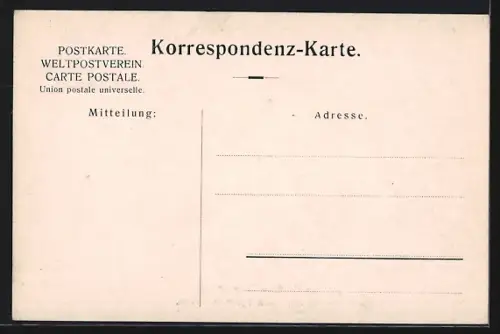 Korrespondenz-Karte.
POSTKARTE.
WELTPOSTVEREIN.
CARTE POSTALE.
Union postale universelle.
Mitteilung:
Adresse.